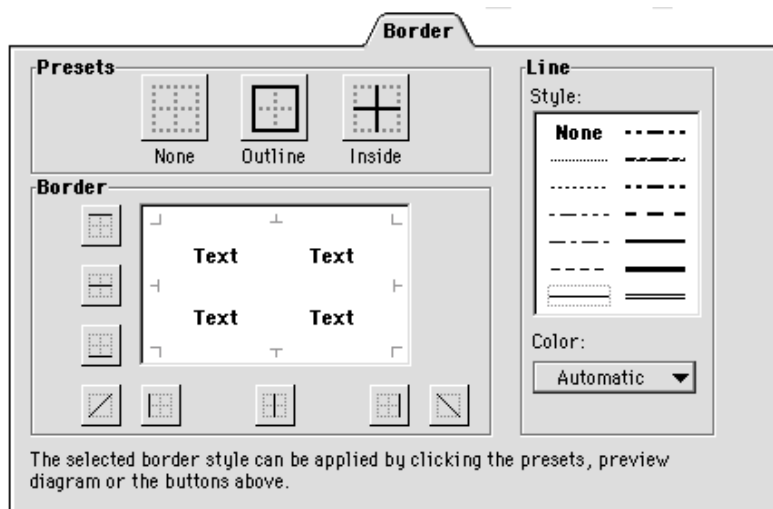 Border
Presets
None
Outline
Inside
Border
Text
Text
Text
Text
Line
Style:
None
Color:
Automatic
The selected border style can be applied by clicking the presets, preview
diagram or the buttons above.